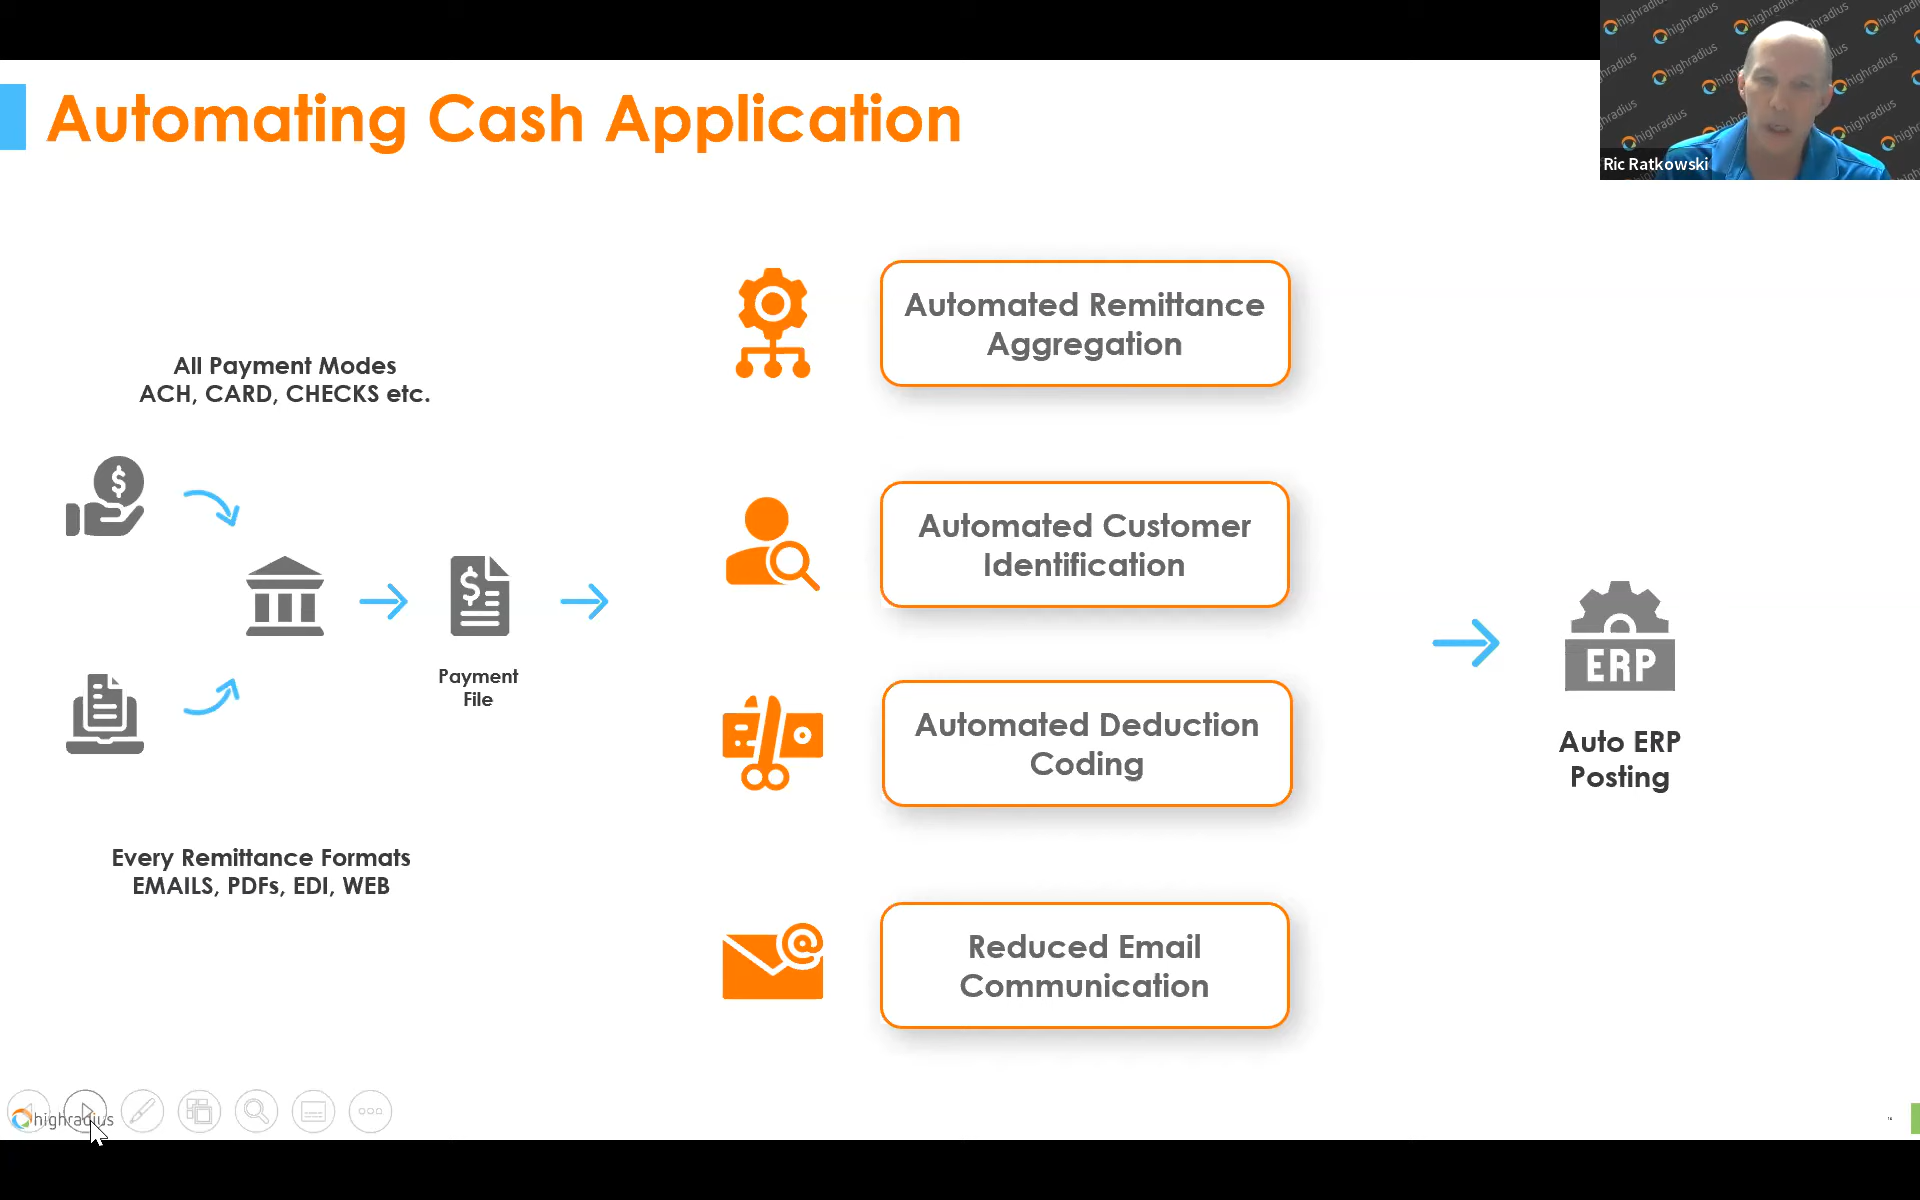 Automating Cash Application
highradius
Ric Ratkowski
All Payment Modes
ACH, CARD, CHECKS etc.
$
$
Payment
File
Every Remittance Formats
EMAILS, PDFs, EDI, WEB
Automated Remittance
Aggregation
Automated Customer
Identification
Automated Deduction
Coding
@
Reduced Email
Communication
ERP
Auto ERP
Posting
highradius